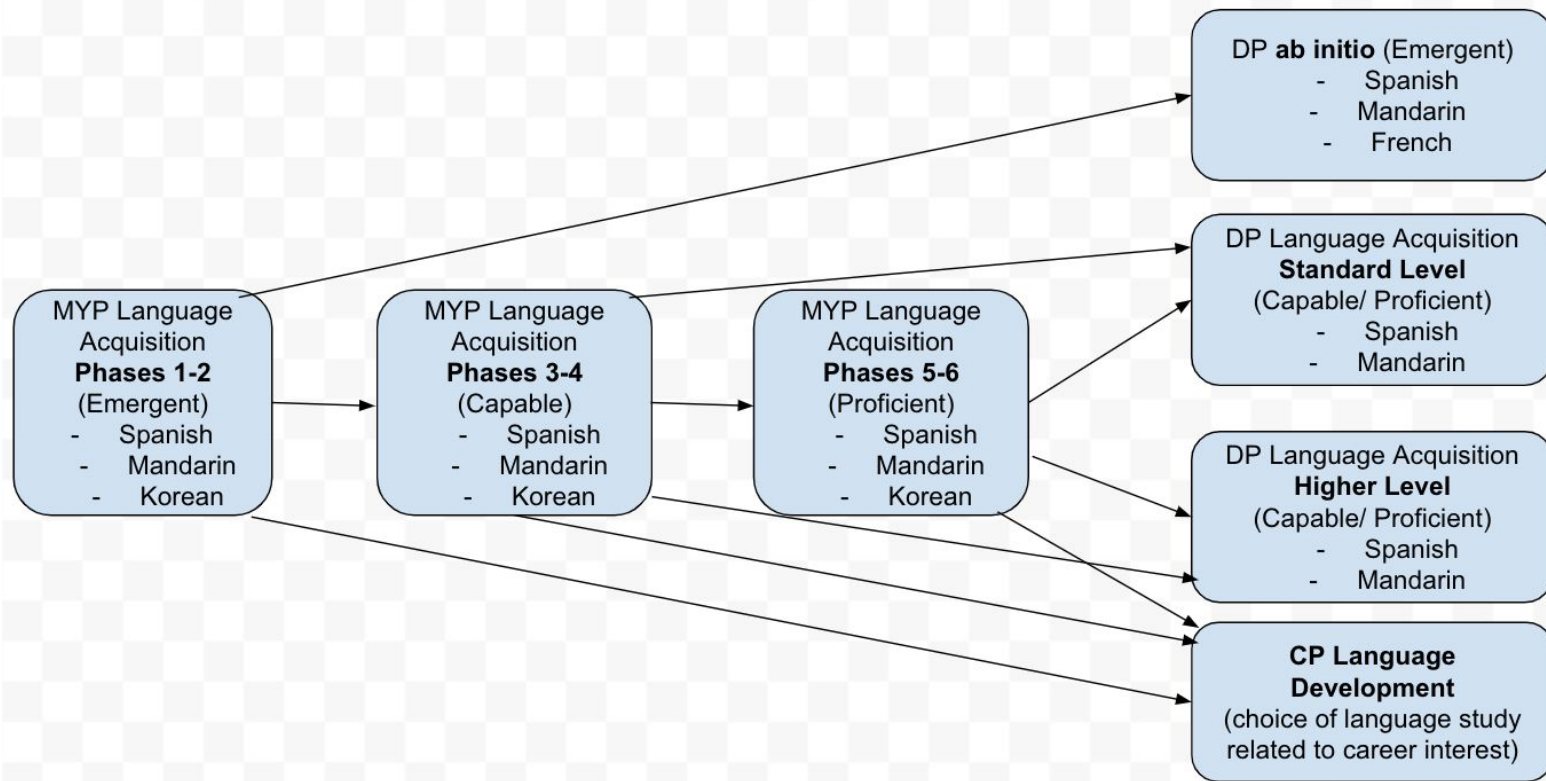 MYP Language
Acquisition
Phases 1-2
(Emergent)
- Spanish
- Mandarin
- Korean
MYP Language
Acquisition
Phases 3-4
(Capable)
- Spanish
- Mandarin
- Korean
MYP Language
Acquisition
Phases 5-6
(Proficient)
- Spanish
- Mandarin
- Korean
DP ab initio (Emergent)
- Spanish
- Mandarin
- French
DP Language Acquisition
Standard Level
(Capable/ Proficient)
- Spanish
- Mandarin
DP Language Acquisition
Higher Level
(Capable/ Proficient)
- Spanish
- Mandarin
CP Language
Development
(choice of language study
related to career interest)